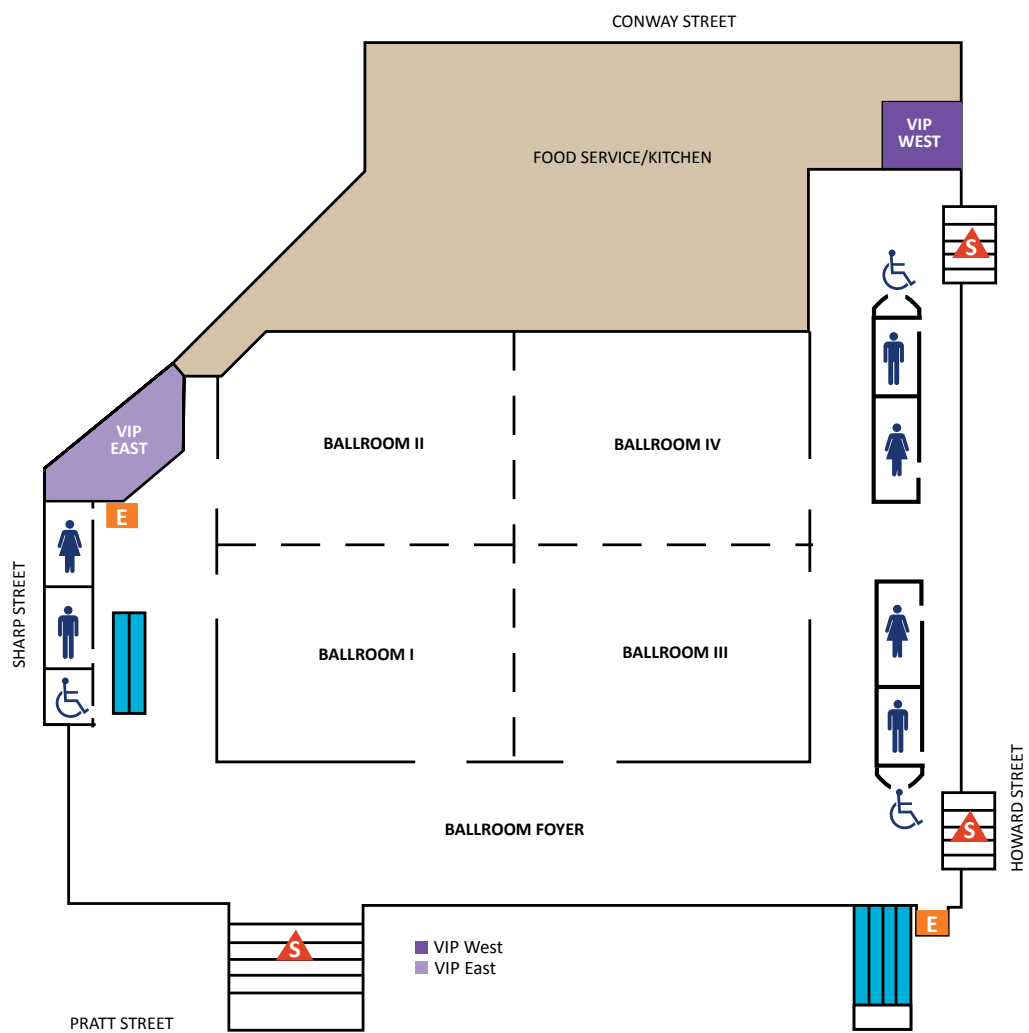 CONWAY STREET
VIP
WEST
FOOD SERVICE/KITCHEN
S
VIP
EAST
BALLROOM II
BALLROOM IV
E
SHARP STREET
BALLROOM I
BALLROOM III
HOWARD STREET
BALLROOM FOYER
S
E
S
VIP West
VIP East
PRATT STREET